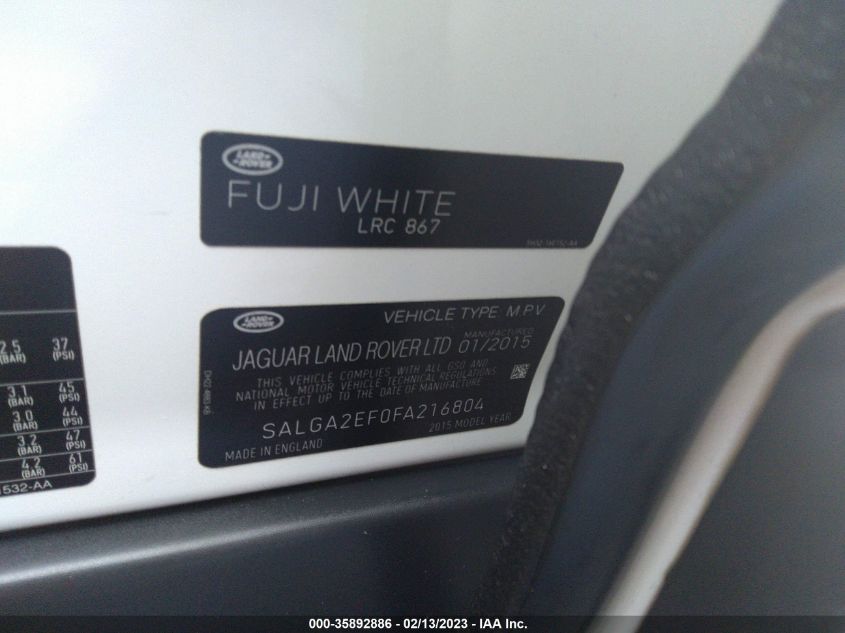 LAND ROVER
FUJI WHITE
LRC 867
LAND ROVER
VEHICLE TYPE: MPV
MANUFACTURED
JAGUAR LAND ROVER LTD 01/2015
THIS VEHICLE COMPLIES WITH ALL GSO AND
NATIONAL MOTOR VEHICLE TECHNICAL REGULATIONS
IN EFFECT UP TO THE DATE OF MANUFACTURE
SALGA2EF0FA216804
2015 MODEL YEAR
MADE IN ENGLAND
2.5 37
(BAR) (PSI)
3.1 45
(BAR) (PSI)
3.0 44
(BAR) (PSI)
3.2 47
(BAR) (PSI)
4.2 61
(BAR) (PSI)
1532-AA
000-35892886 - 02/13/2023 - IAA Inc.